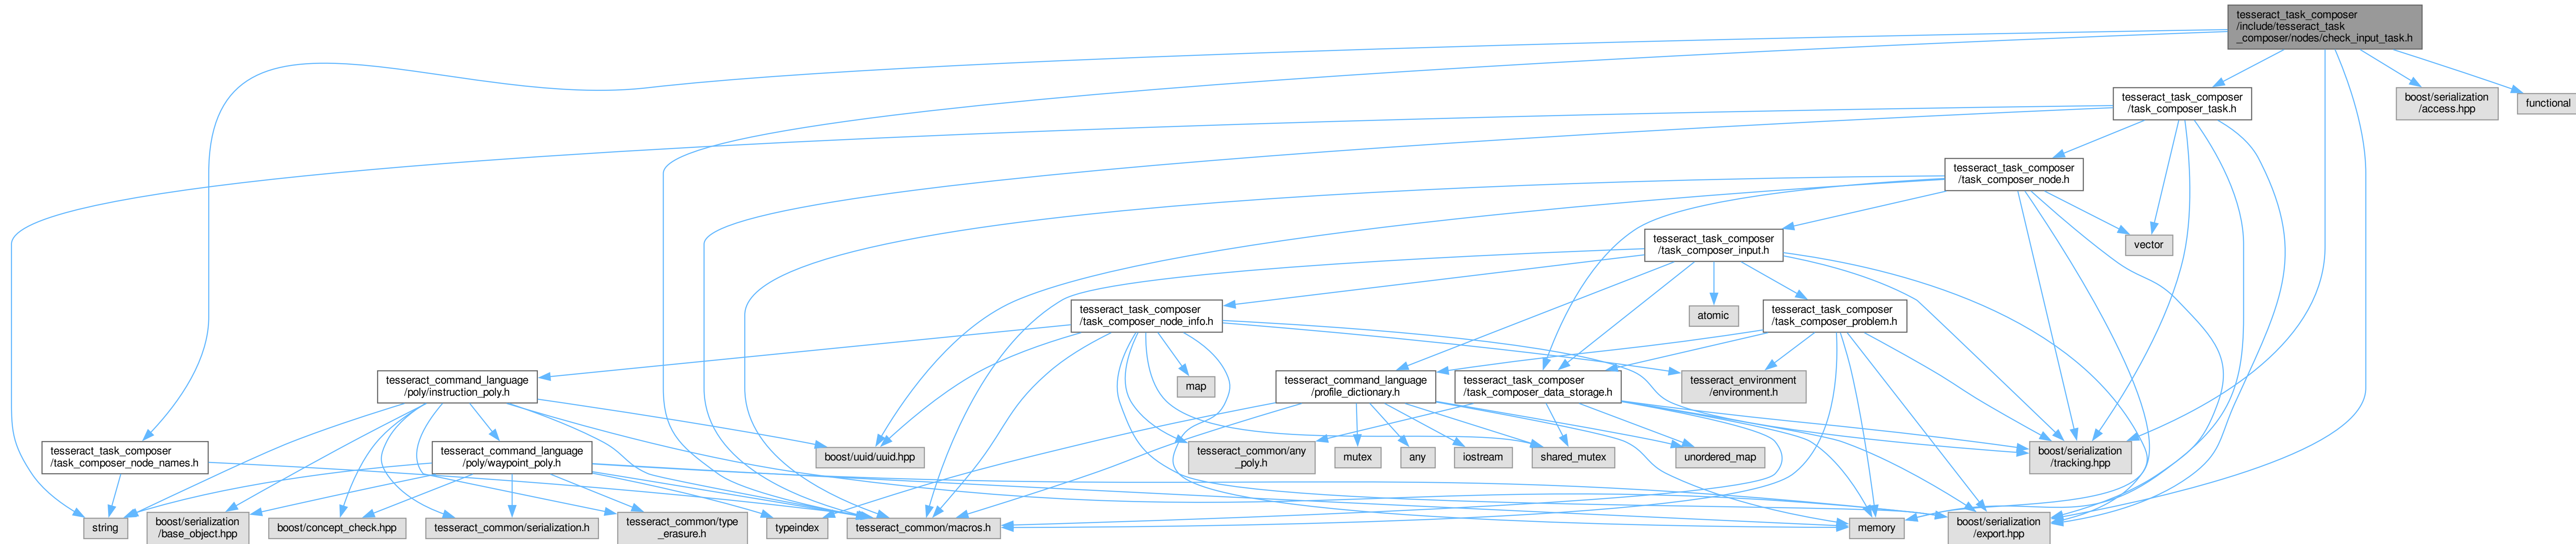 tesseract_task_composer
/include/tesseract_task
_composer/nodes/check_input_task.h
tesseract_task_composer
/task_composer_task.h
boost/serialization
/access.hpp
functional
tesseract_task_composer
/task_composer_node.h
tesseract_task_composer
/task_composer_input.h
vector
tesseract_task_composer
/task_composer_node_info.h
atomic
tesseract_task_composer
/task_composer_problem.h
tesseract_command_language
/poly/instruction_poly.h
map
tesseract_command_language
/profile_dictionary.h
tesseract_task_composer
/task_composer_data_storage.h
tesseract_environment
/environment.h
tesseract_task_composer
/task_composer_node_names.h
tesseract_command_language
/poly/waypoint_poly.h
boost/uuid/uuid.hpp
tesseract_common/any
_poly.h
mutex
any
iostream
shared_mutex
unordered_map
boost/serialization
/tracking.hpp
string
boost/serialization
/base_object.hpp
boost/concept_check.hpp
tesseract_common/serialization.h
tesseract_common/type
_erasure.h
typeindex
tesseract_common/macros.h
memory
boost/serialization
/export.hpp